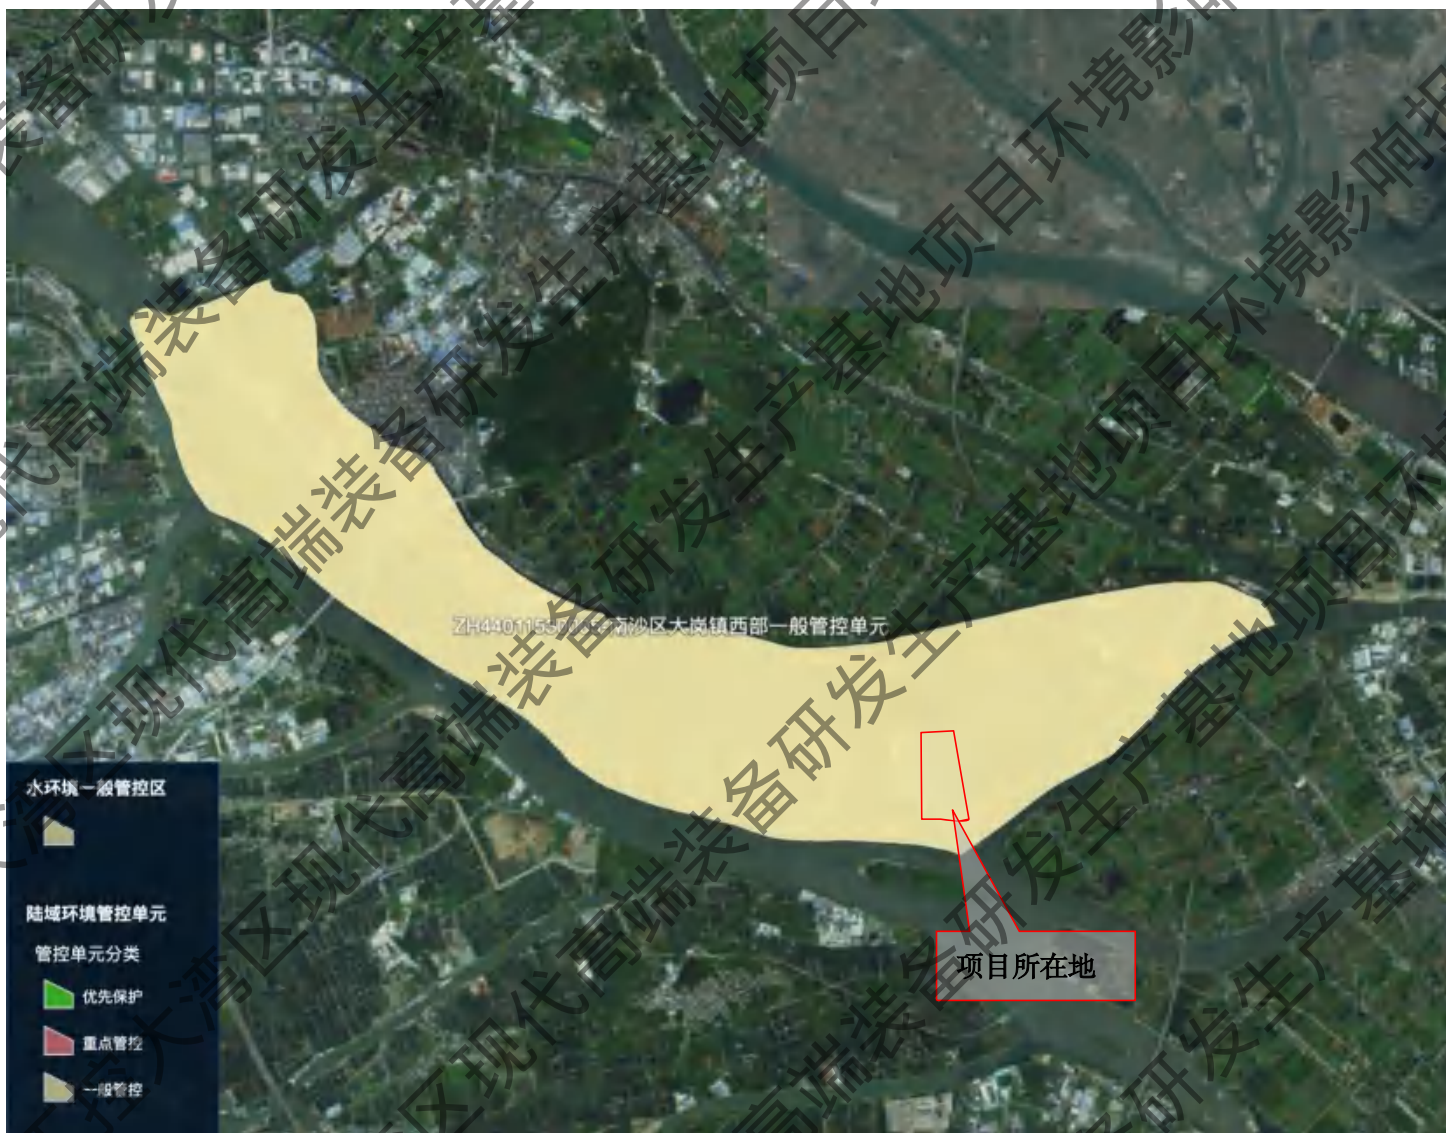 ZH44011530035-南沙区大岗镇西部一般管控单元
水环境一般管控区
陆域环境管控单元
管控单元分类
优先保护
重点管控
一般管控
项目所在地
大湾区现代高端装备研发生产基地项目环境影响报